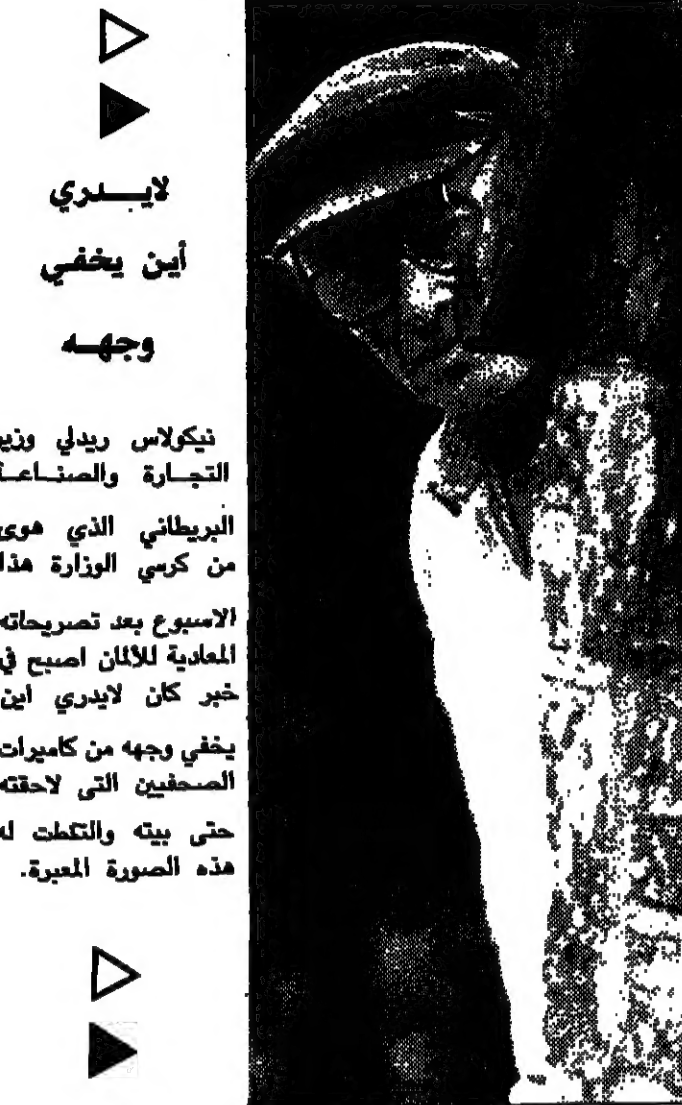 لايـــدري
أين يخفي
وجهــه
نيكولاس ريدلي وزير
التجــارة والصنــاعــة
البريطاني الذي هوى
من كرسي الوزارة هذا
الاسبوع بعد تصريحاته
المعادية للألمان اصبح في
خبر كان لايدري اين
يخفي وجهه من كاميرات
الصحفيين التى لاحقته
حتى بيته والتقطت له
هذه الصورة المعبرة.